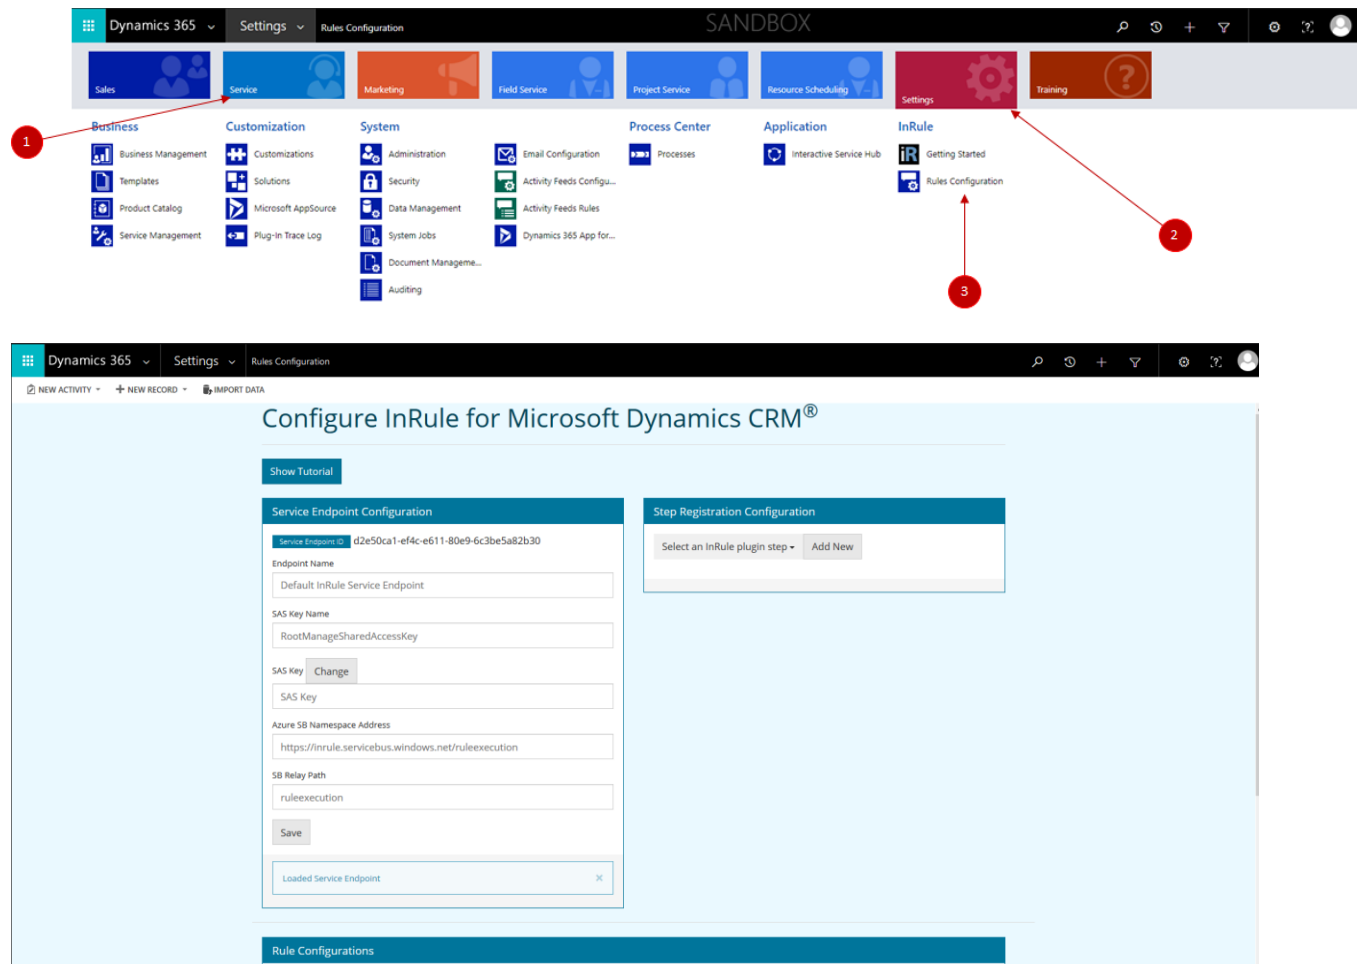 Dynamics 365 Settings Rules Configuration SANDBOX
Sales Service Marketing Field Service Project Service Resource Scheduling Settings Training
1
Business Customization System Process Center Application InRule
Business Management Customizations Administration Email Configuration Processes Interactive Service Hub Getting Started
Templates Solutions Security Activity Feeds Configu... Rules Configuration
Product Catalog Microsoft AppSource Data Management Activity Feeds Rules
Service Management Plug-In Trace Log System Jobs Dynamics 365 App for...
2
Document Manageme...
Auditing
3
Dynamics 365 Settings Rules Configuration
NEW ACTIVITY NEW RECORD IMPORT DATA
Configure InRule for Microsoft Dynamics CRM®
Show Tutorial
Service Endpoint Configuration
Service Endpoint ID d2e50ca1-ef4c-e611-80e9-6c3be5a82b30
Endpoint Name
Default InRule Service Endpoint
SAS Key Name
RootManageSharedAccessKey
SAS Key Change
SAS Key
Azure SB Namespace Address
https://inrule.servicebus.windows.net/ruleexecution
SB Relay Path
ruleexecution
Save
Loaded Service Endpoint ×
Step Registration Configuration
Select an InRule plugin step Add New
Rule Configurations